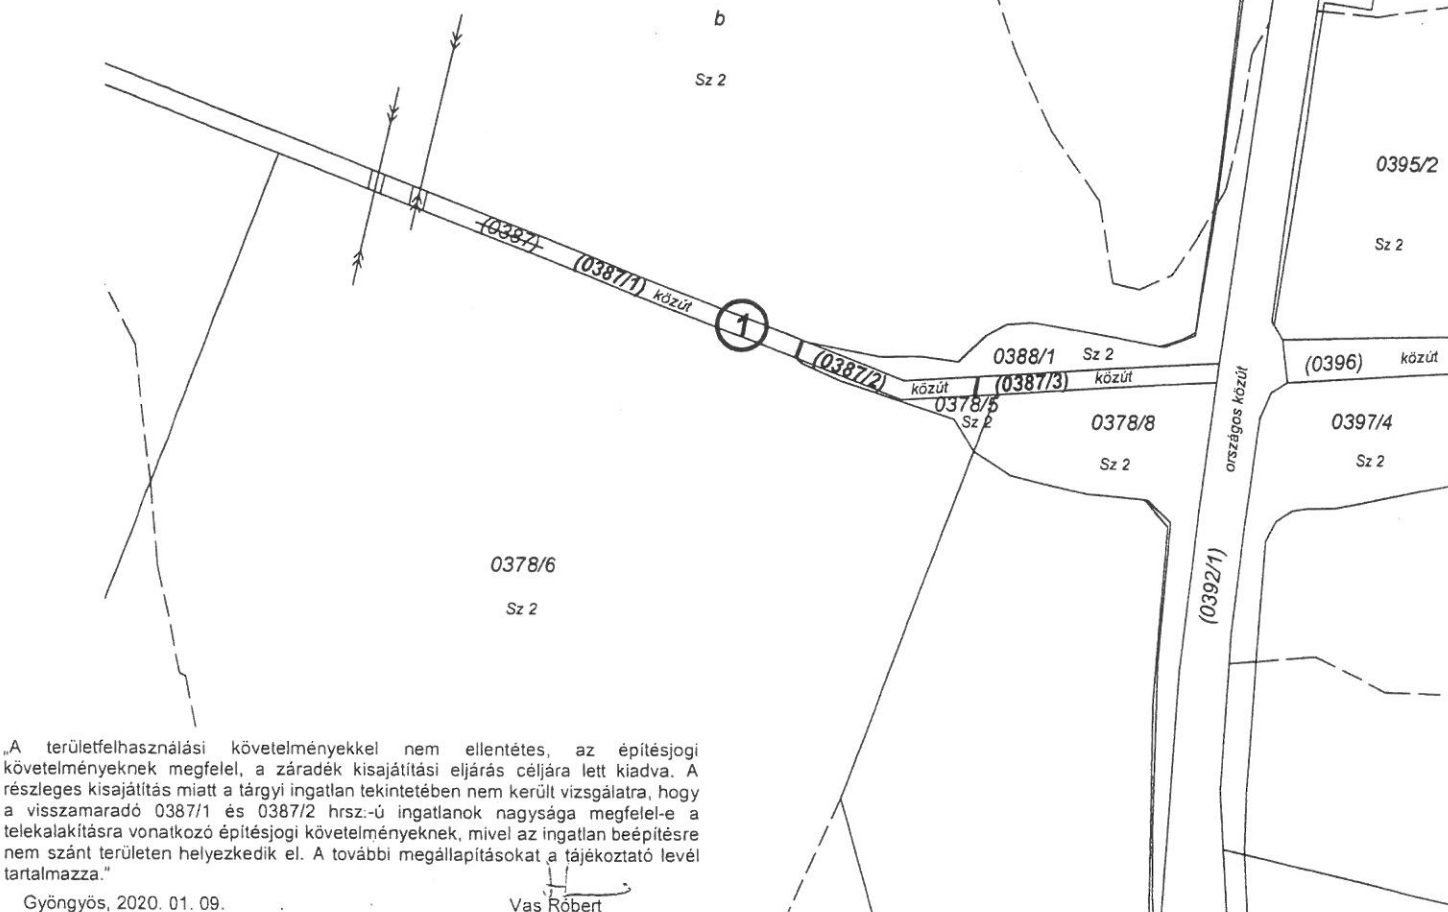 b
Sz 2
0395/2
Sz 2
(0387)
(0387/1) közút
1
(0387/2) közút
0388/1 Sz 2
(0387/3) közút
(0396) közút
0378/5
Sz 2
0378/8
Sz 2
országos közút
0397/4
Sz 2
(0392/1)
0378/6
Sz 2
„A területfelhasználási követelményekkel nem ellentétes, az építésjogi
követelményeknek megfelel, a záradék kisajátítási eljárás céljára lett kiadva. A
részleges kisajátítás miatt a tárgyi ingatlan tekintetében nem került vizsgálatra, hogy
a visszamaradó 0387/1 és 0387/2 hrsz.-ú ingatlanok nagysága megfelel-e a
telekalakításra vonatkozó építésjogi követelményeknek, mivel az ingatlan beépítésre
nem szánt területen helyezkedik el. A további megállapításokat a tájékoztató levél
tartalmazza.”
Gyöngyös, 2020. 01. 09.
Vas Róbert